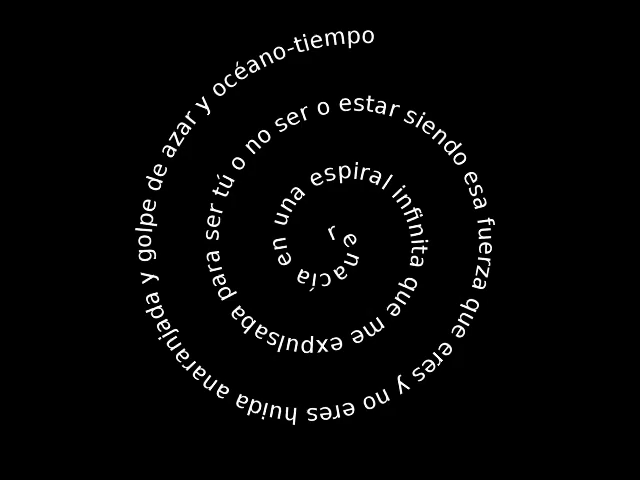 renacía en una espiral infinita que me expulsaba para ser tú o no ser o estar siendo esa fuerza que eres y no eres huida anaranjada y golpe de azar y océano-tiempo